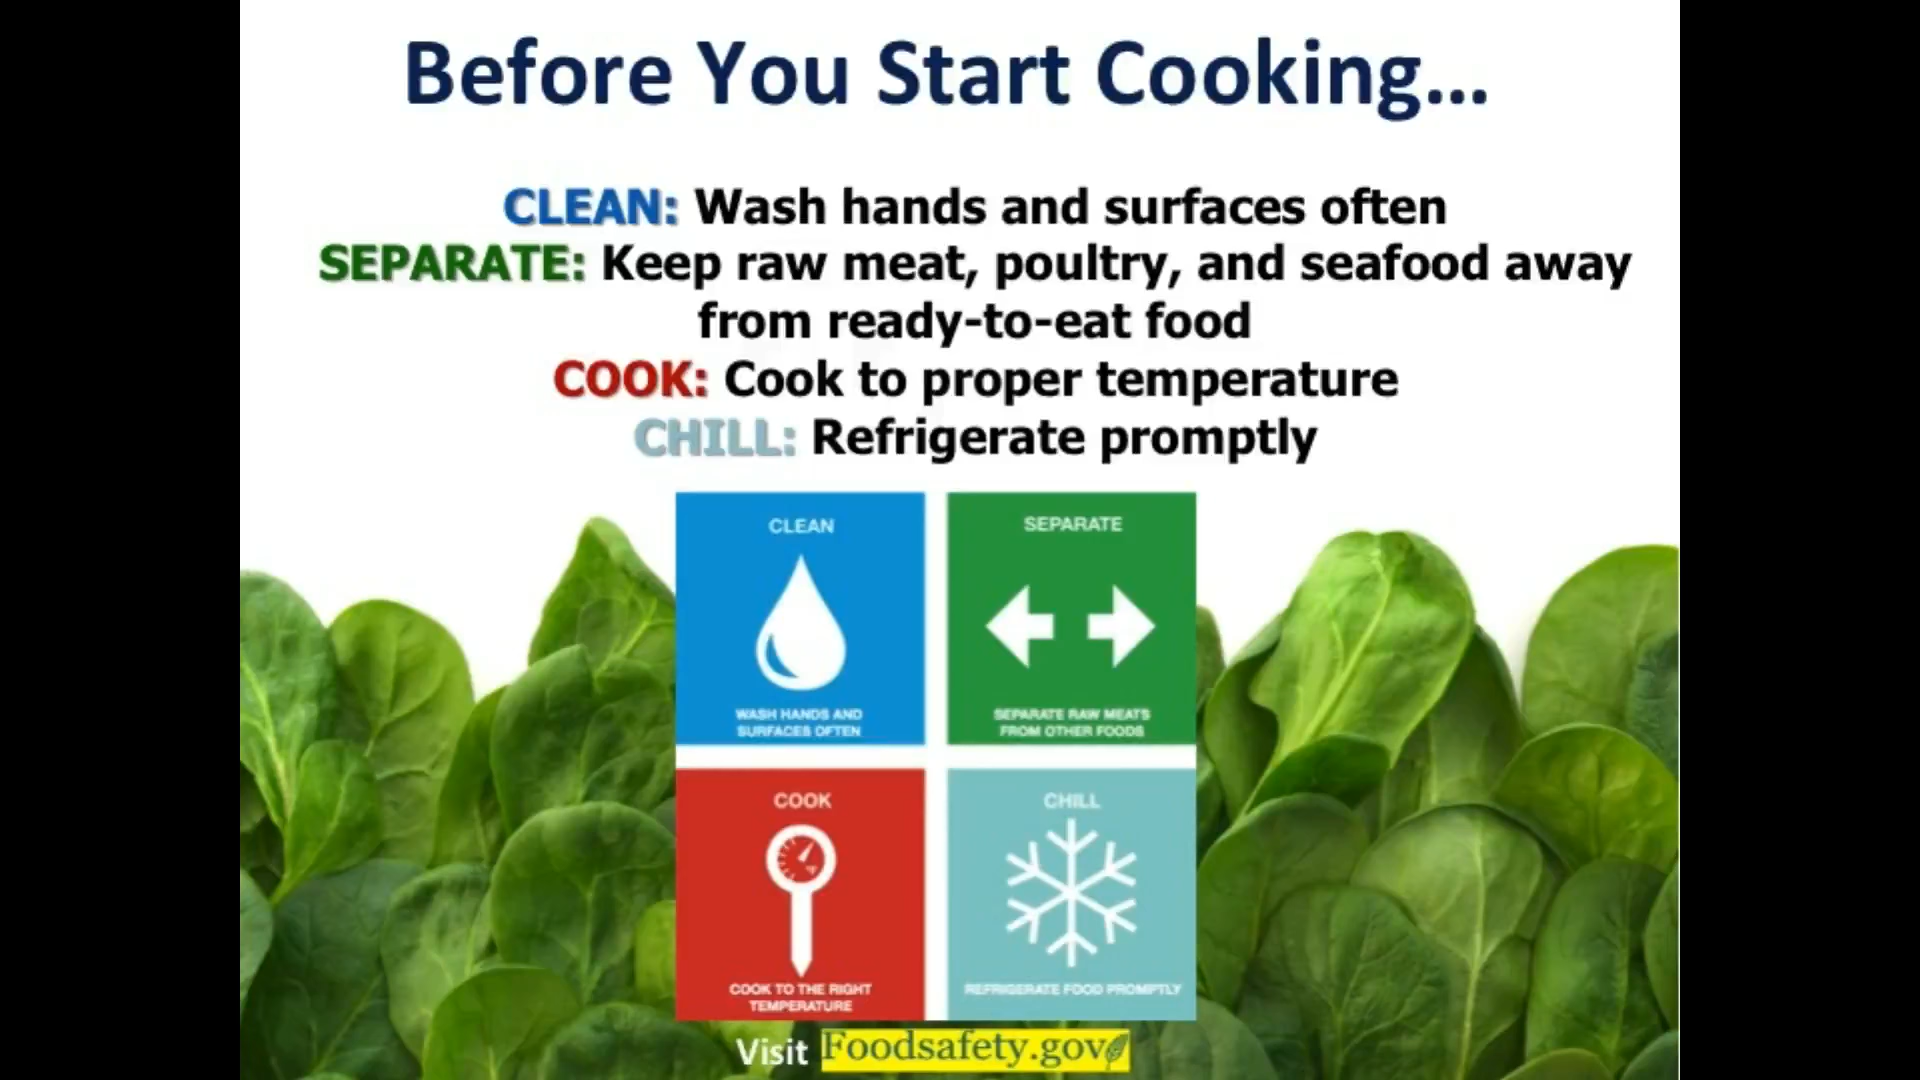 Before You Start Cooking...
CLEAN: Wash hands and surfaces often
SEPARATE: Keep raw meat, poultry, and seafood away
from ready-to-eat food
COOK: Cook to proper temperature
CHILL: Refrigerate promptly
CLEAN
WASH HANDS AND
SURFACES OFTEN
SEPARATE
SEPARATE RAW MEATS
FROM OTHER FOODS
COOK
COOK TO THE RIGHT
TEMPERATURE
CHILL
REFRIGERATE FOOD PROMPTLY
Visit Foodsafety.gov